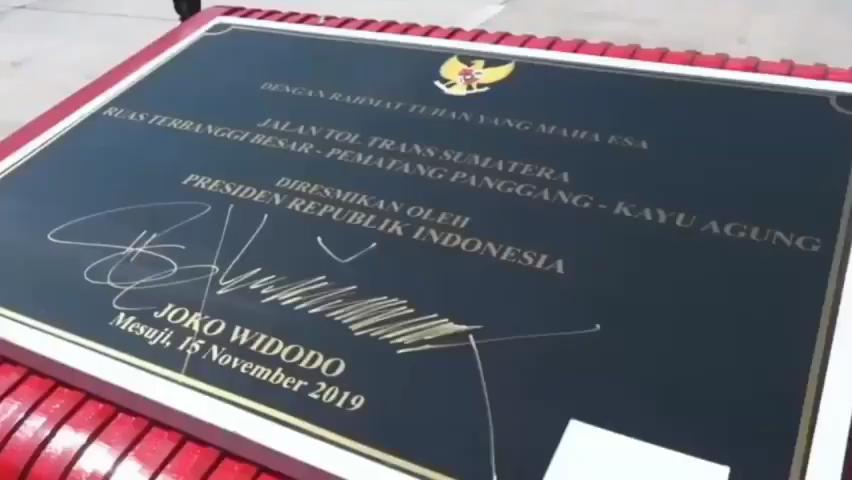 DENGAN RAHMAT TUHAN YANG MAHA ESA
JALAN TOL TRANS SUMATERA
RUAS TERBANGGI BESAR - PEMATANG PANGGANG - KAYU AGUNG
DIRESMIKAN OLEH
PRESIDEN REPUBLIK INDONESIA
JOKO WIDODO
Mesuji, 15 November 2019